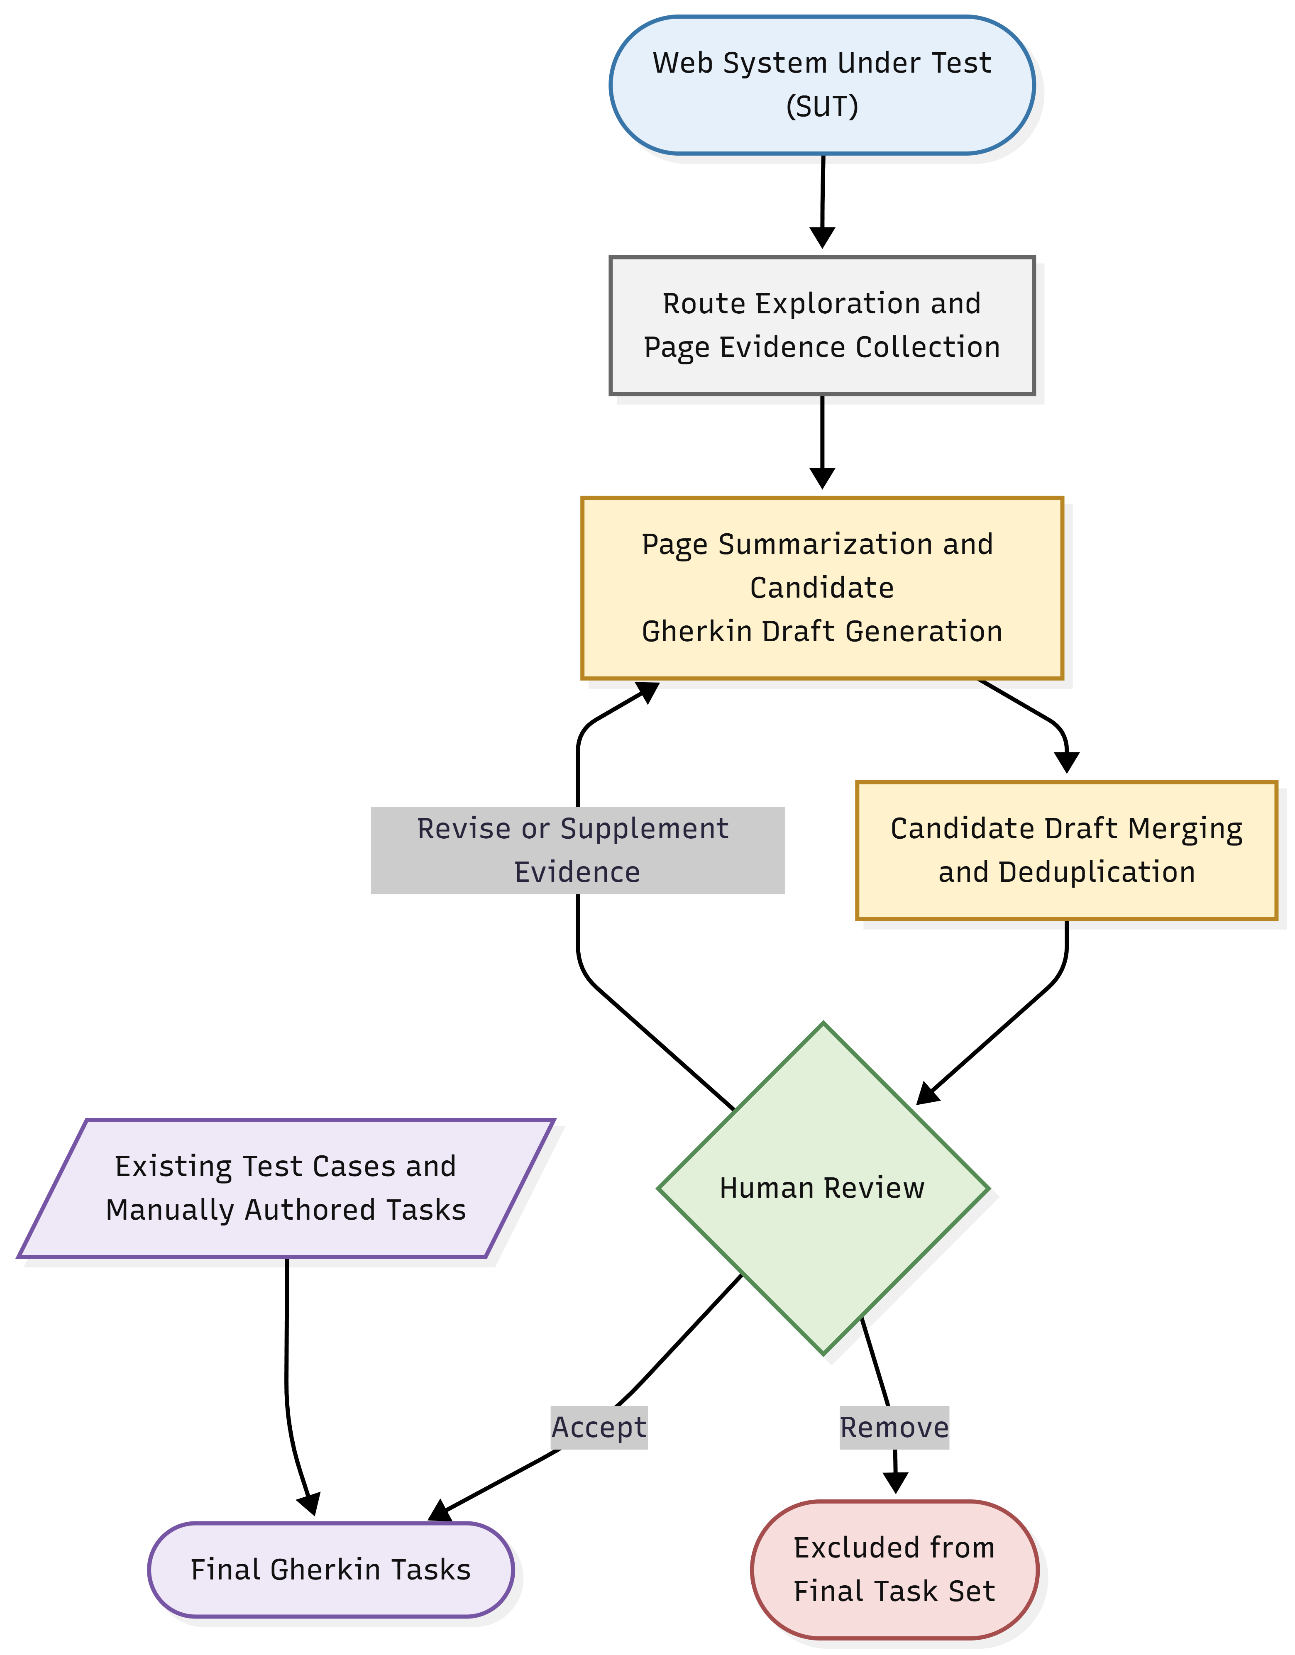 Web System Under Test
(SUT)
Route Exploration and
Page Evidence Collection
Page Summarization and
Candidate
Gherkin Draft Generation
Revise or Supplement
Evidence
Candidate Draft Merging
and Deduplication
Existing Test Cases and
Manually Authored Tasks
Human Review
Accept
Remove
Final Gherkin Tasks
Excluded from
Final Task Set